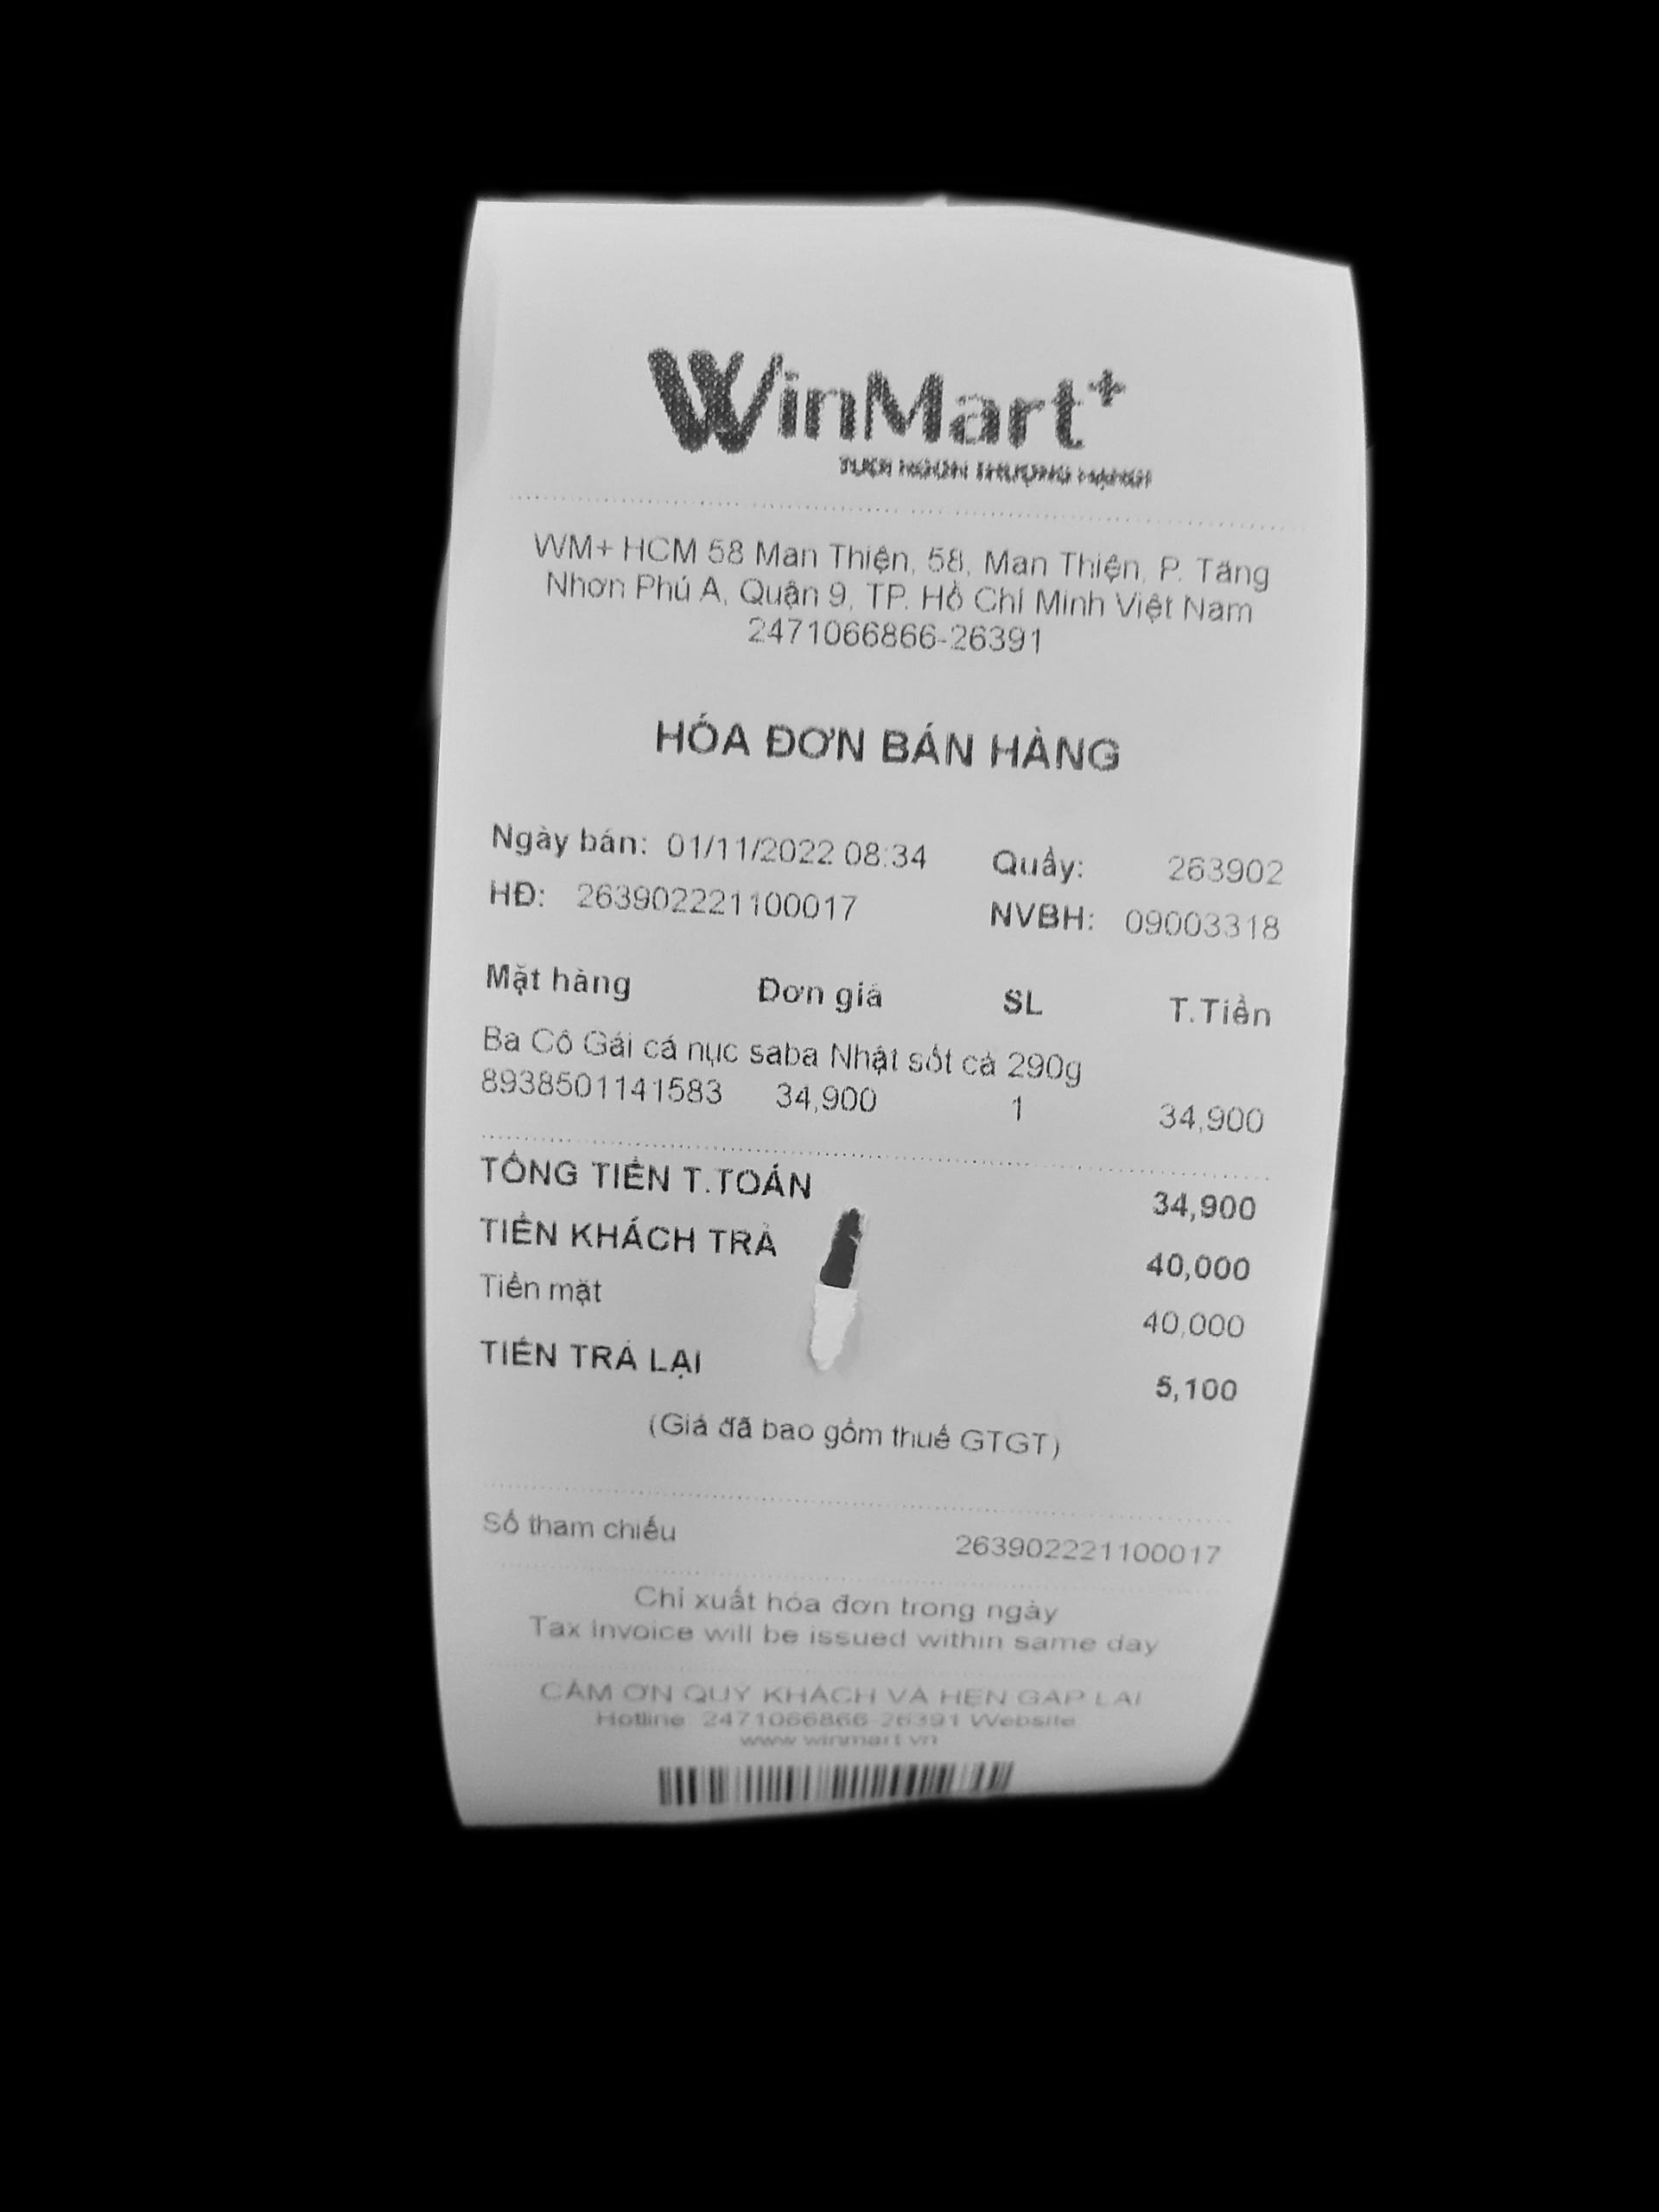 WinMart+
TƯƠI NGON THƯỢNG HẠNG
WM+ HCM 58 Man Thiện, 58, Man Thiện, P. Tăng
Nhơn Phú A, Quận 9, TP. Hồ Chí Minh Việt Nam
2471066866-26391
HÓA ĐƠN BÁN HÀNG
Ngày bán: 01/11/2022 08:34 Quầy: 263902
HĐ: 263902221100017 NVBH: 09003318
Mặt hàng Đơn giá SL T.Tiền
Ba Cô Gái cá nục saba Nhật sốt cà 290g
8938501141583 34,900 1 34,900
TỔNG TIỀN T.TOÁN 34,900
TIỀN KHÁCH TRẢ 40,000
Tiền mặt 40,000
TIỀN TRẢ LẠI 5,100
(Giá đã bao gồm thuế GTGT)
Số tham chiếu 263902221100017
Chỉ xuất hóa đơn trong ngày
Tax Invoice will be issued within same day
CẢM ƠN QUÝ KHÁCH VÀ HẸN GẶP LẠI
Hotline: 2471066866-26391 Website
www.winmart.vn